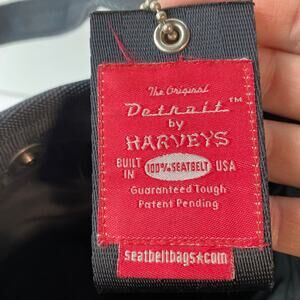 The Original
Detroit™
by
HARVEYS
BUILT IN 100% SEATBELT USA
Guaranteed Tough
Patent Pending
seatbeltbags★com